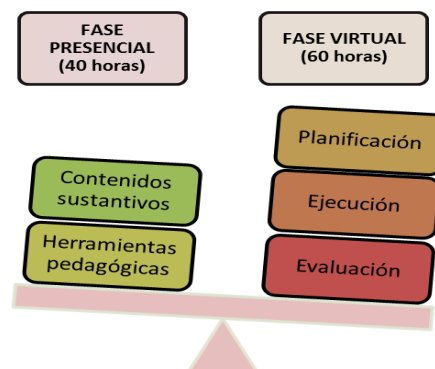 FASE
PRESENCIAL
(40 horas)
FASE VIRTUAL
(60 horas)
Contenidos
sustantivos
Herramientas
pedagógicas
Planificación
Ejecución
Evaluación